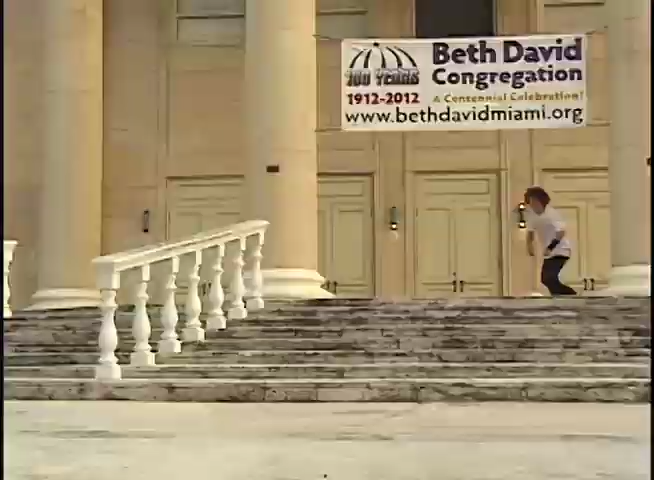 100 YEARS
1912-2012
Beth David
Congregation
A Centennial Celebration!
www.bethdavidmiami.org